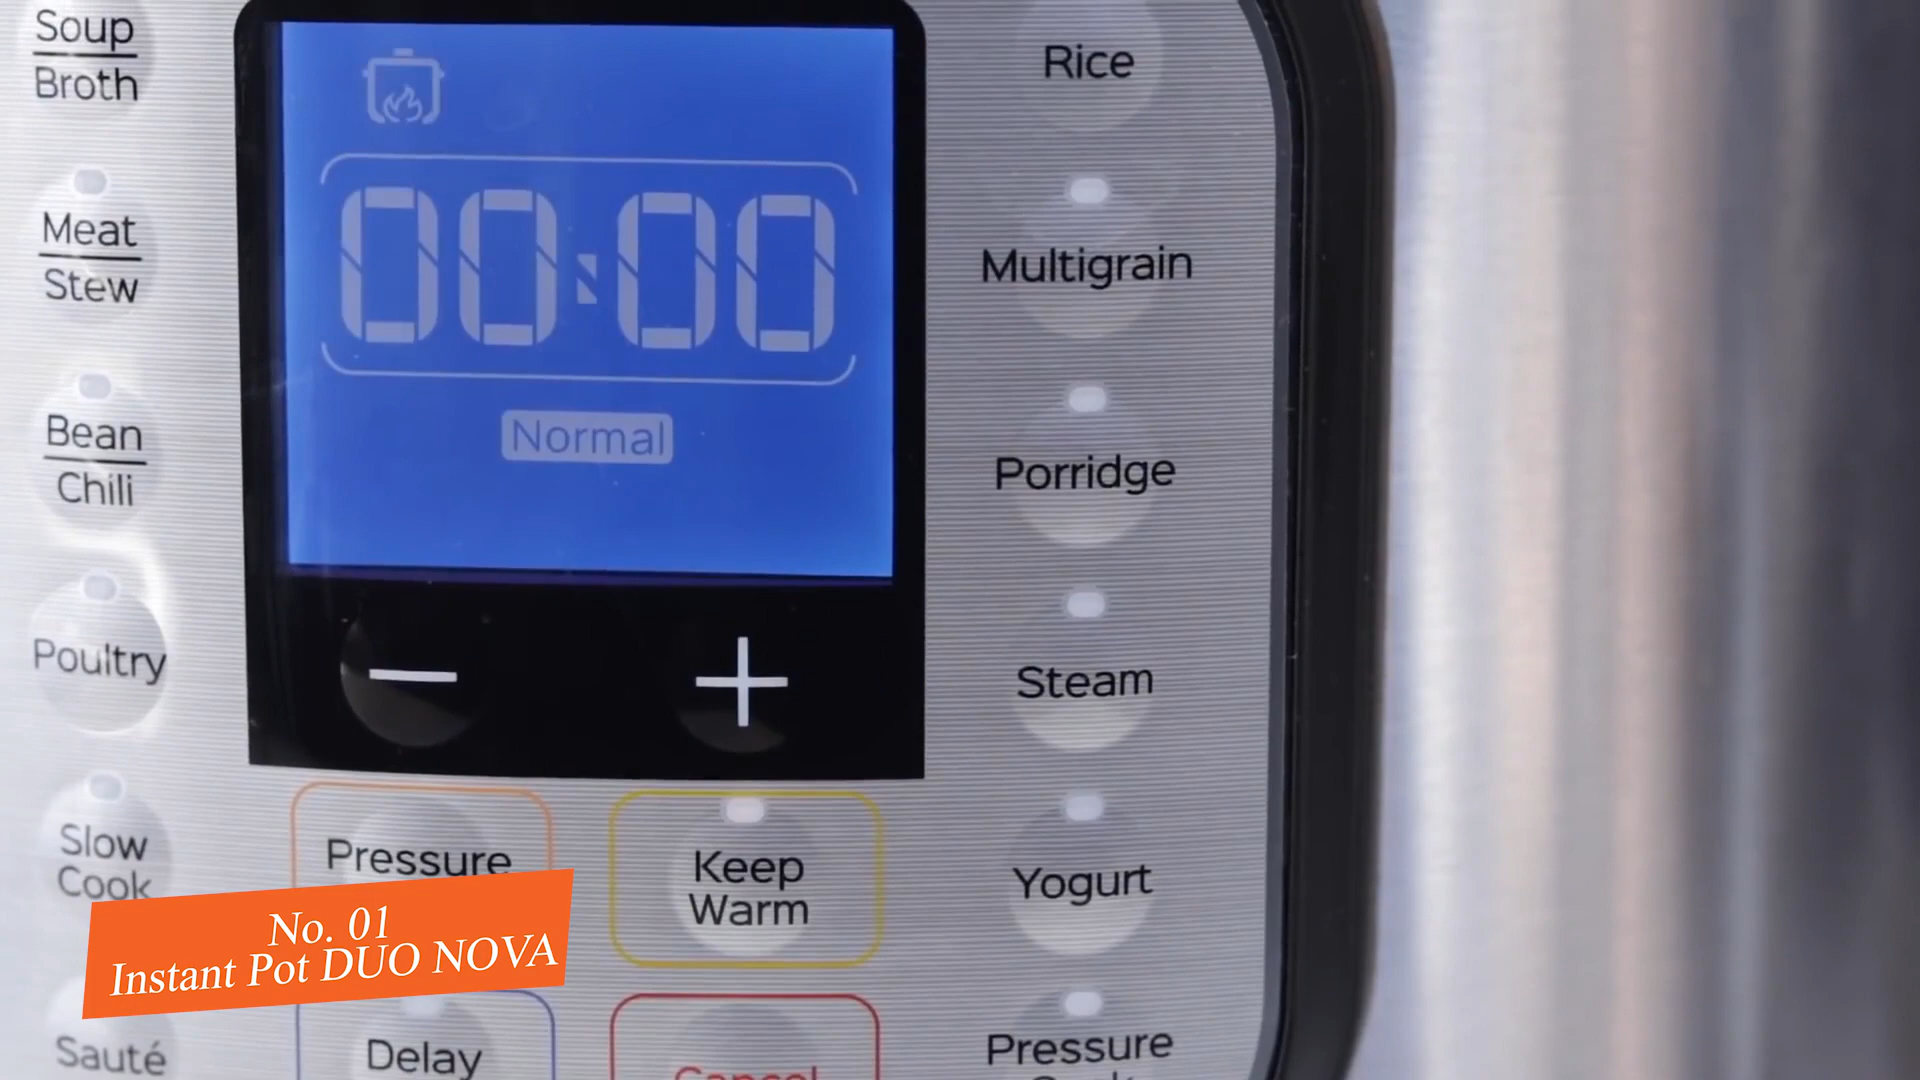 Soup
Broth
Meat
Stew
Bean
Chili
Poultry
Slow
Cook
Sauté
00:00
Normal
− +
Pressure
Keep
Warm
Delay
Cancel
Rice
Multigrain
Porridge
Steam
Yogurt
Pressure
No. 01
Instant Pot DUO NOVA